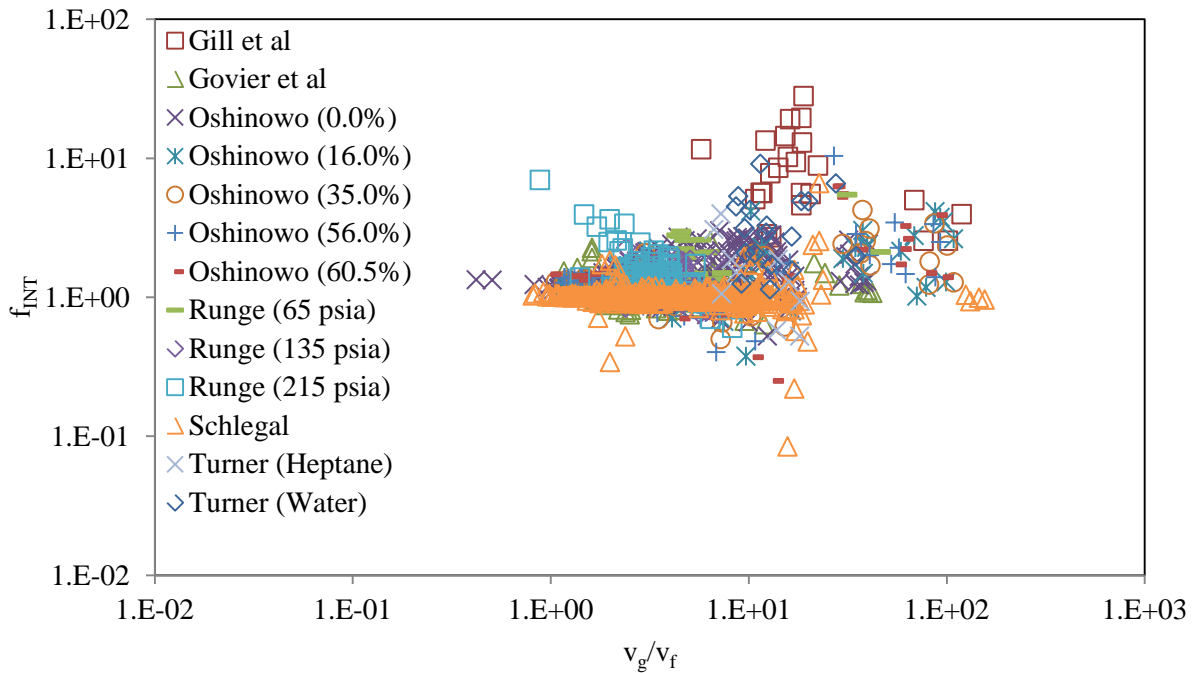 1.E+02
Gill et al
Govier et al
Oshinowo (0.0%)
1.E+01
Oshinowo (16.0%)
Oshinowo (35.0%)
Oshinowo (56.0%)
Oshinowo (60.5%)
fINT
1.E+00
Runge (65 psia)
Runge (135 psia)
Runge (215 psia)
Schlegal
1.E-01
Turner (Heptane)
Turner (Water)
1.E-02
1.E-02 1.E-01 1.E+00 1.E+01 1.E+02 1.E+03
vg/vf